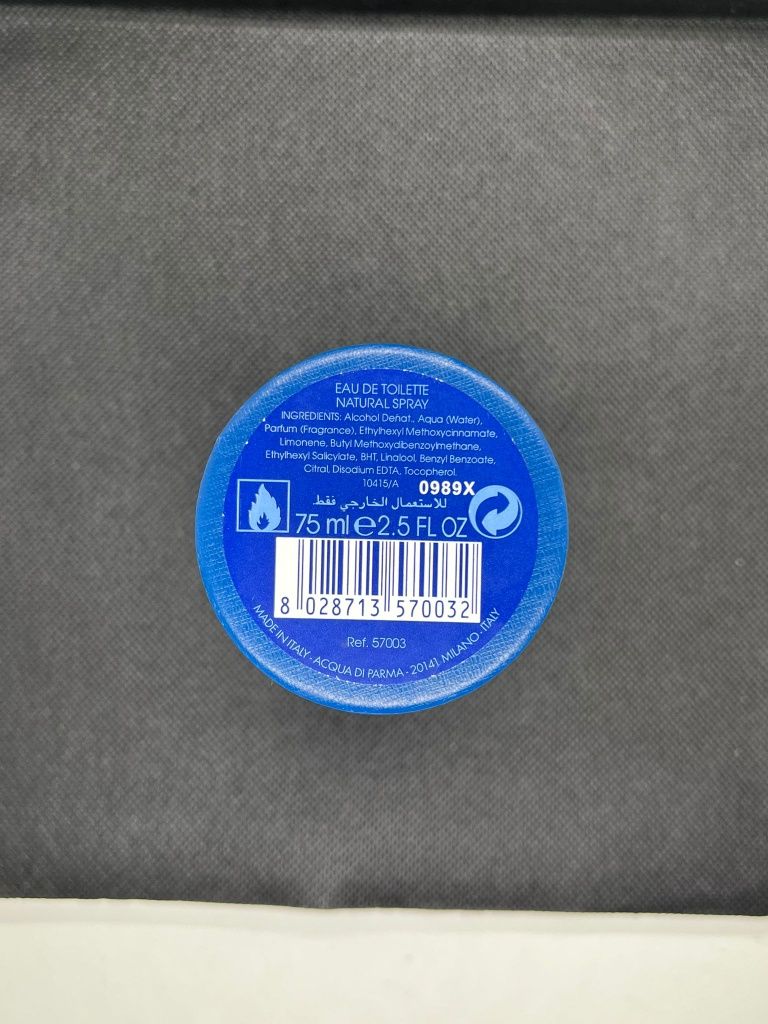 EAU DE TOILETTE
NATURAL SPRAY
INGREDIENTS: Alcohol Denat., Aqua (Water),
Parfum (Fragrance), Ethylhexyl Methoxycinnamate,
Limonene, Butyl Methoxydibenzoylmethane,
Ethylhexyl Salicylate, BHT, Linalool, Benzyl Benzoate,
Citral, Disodium EDTA, Tocopherol.
10415/A
0989X
للاستعمال الخارجي فقط
75 ml e 2.5 FL OZ
8 028713 570032
Ref. 57003
MADE IN ITALY - ACQUA DI PARMA - 20141 MILANO - ITALY